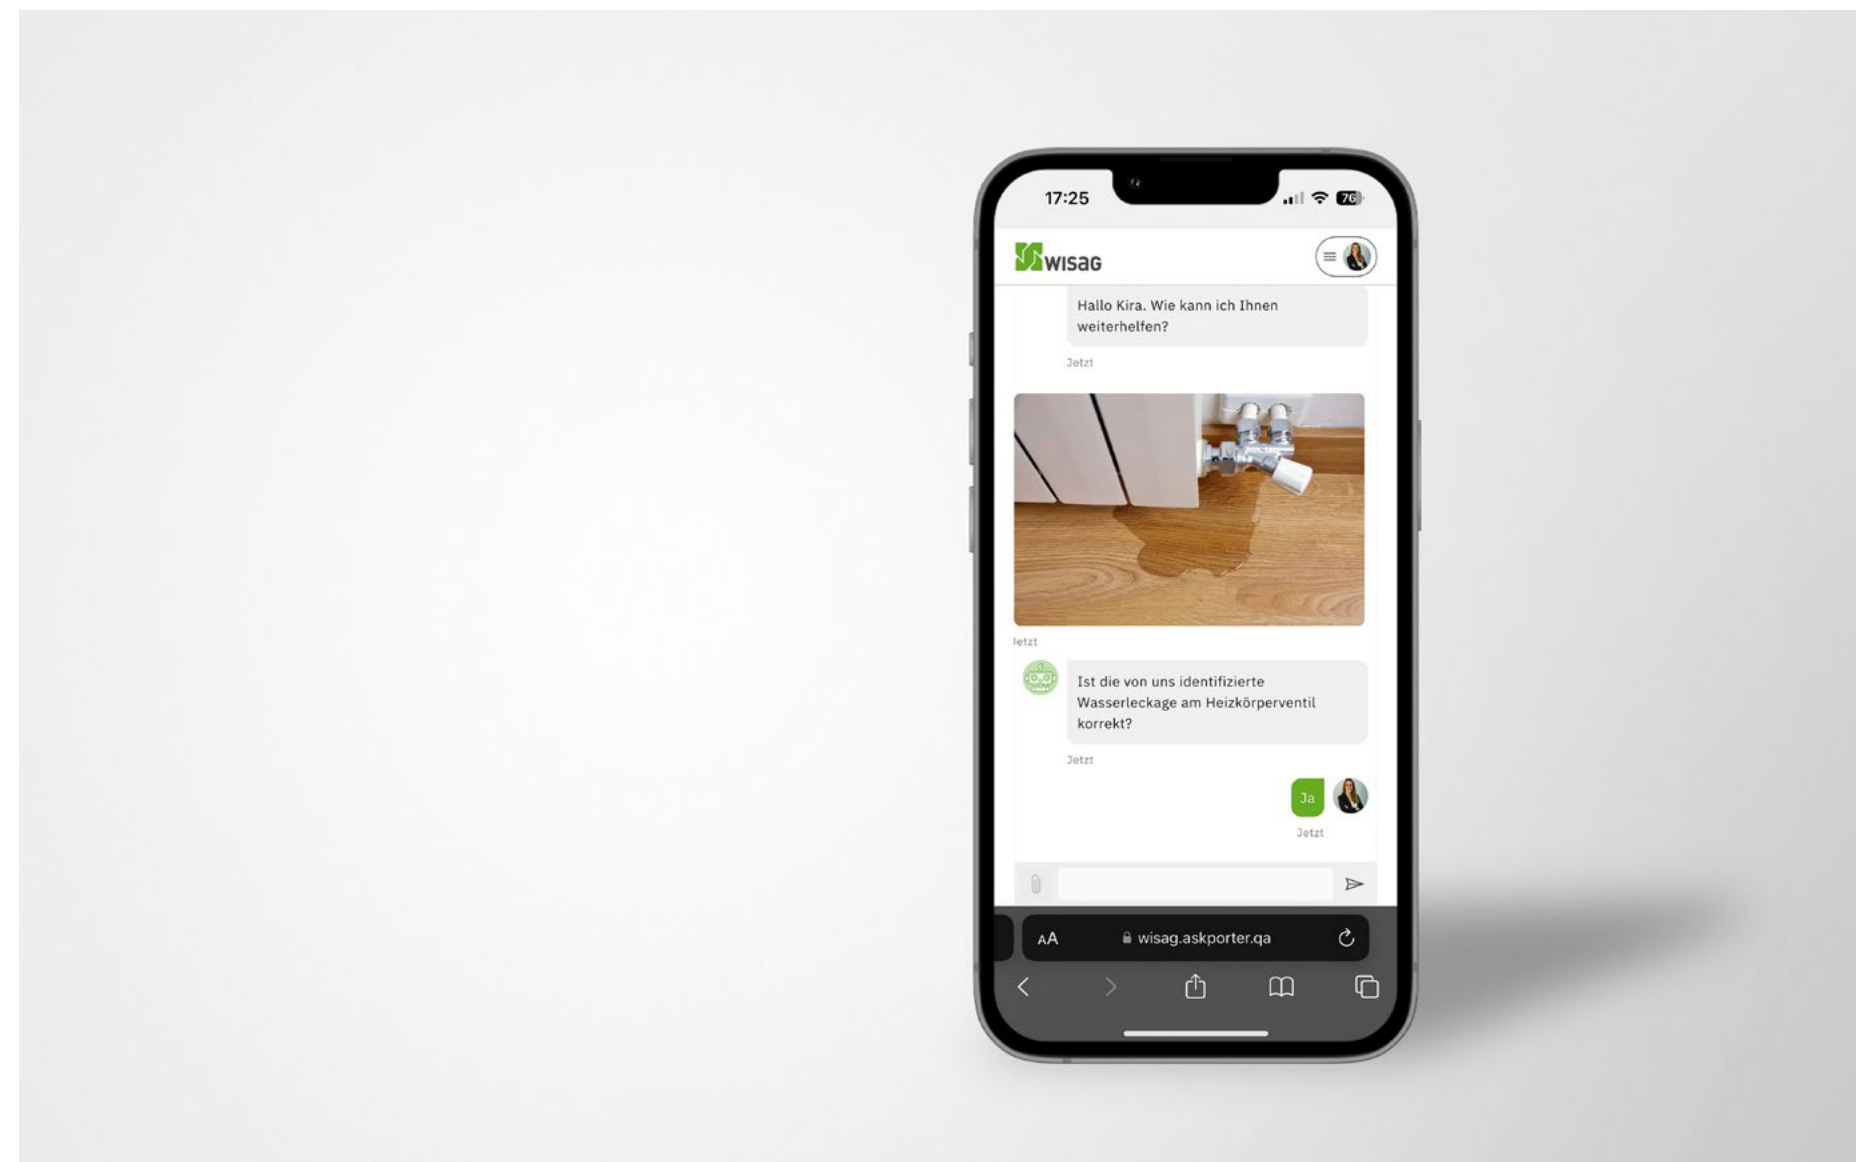 17:25
76
wisag
Hallo Kira. Wie kann ich Ihnen
weiterhelfen?
Jetzt
Jetzt
Ist die von uns identifizierte
Wasserleckage am Heizkörperventil
korrekt?
Jetzt
Ja
Jetzt
AA
wisag.askporter.qa